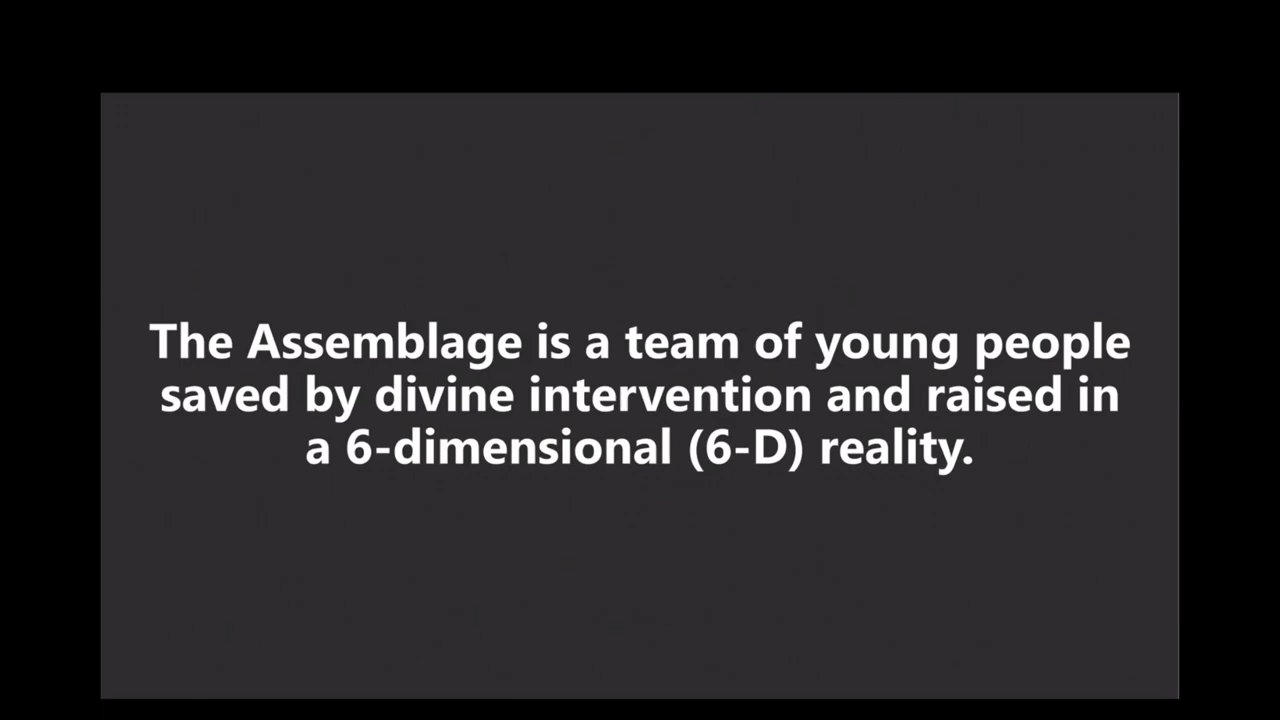 The Assemblage is a team of young people
saved by divine intervention and raised in
a 6-dimensional (6-D) reality.